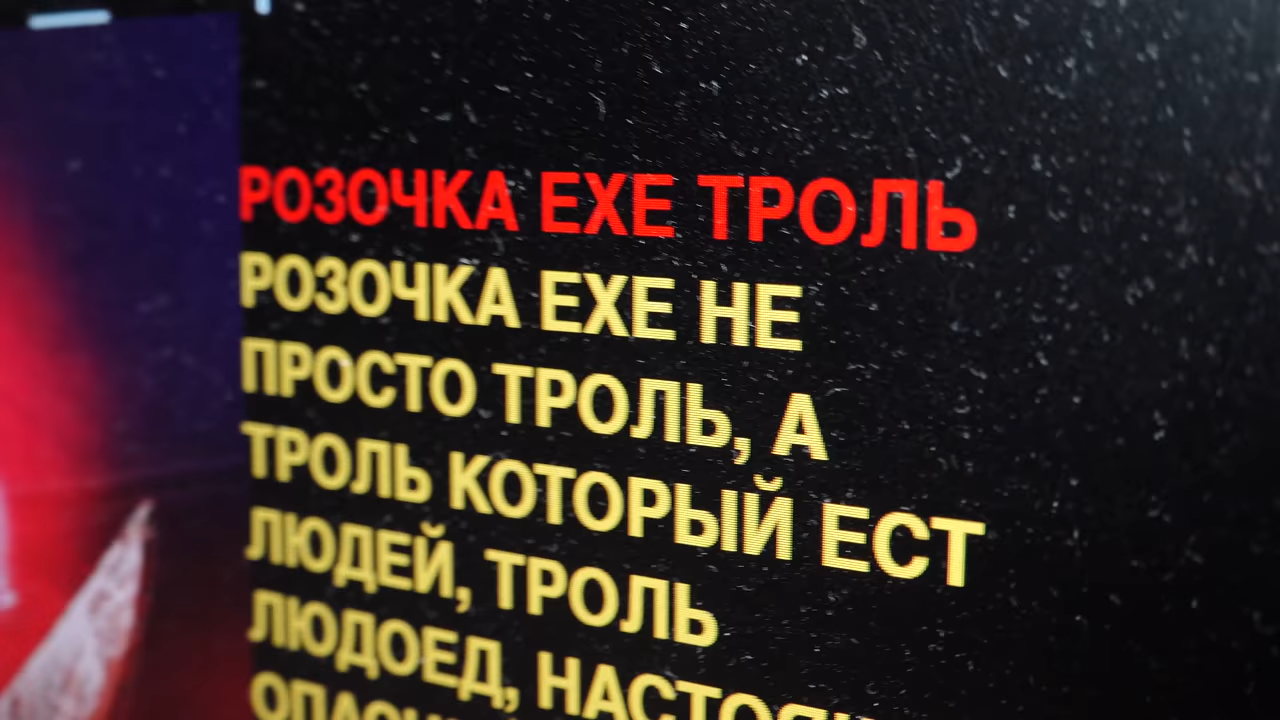 РОЗОЧКА EXE ТРОЛЬ
РОЗОЧКА EXE НЕ
ПРОСТО ТРОЛЬ, А
ТРОЛЬ КОТОРЫЙ ЕСТ
ЛЮДЕЙ, ТРОЛЬ
ЛЮДОЕД,